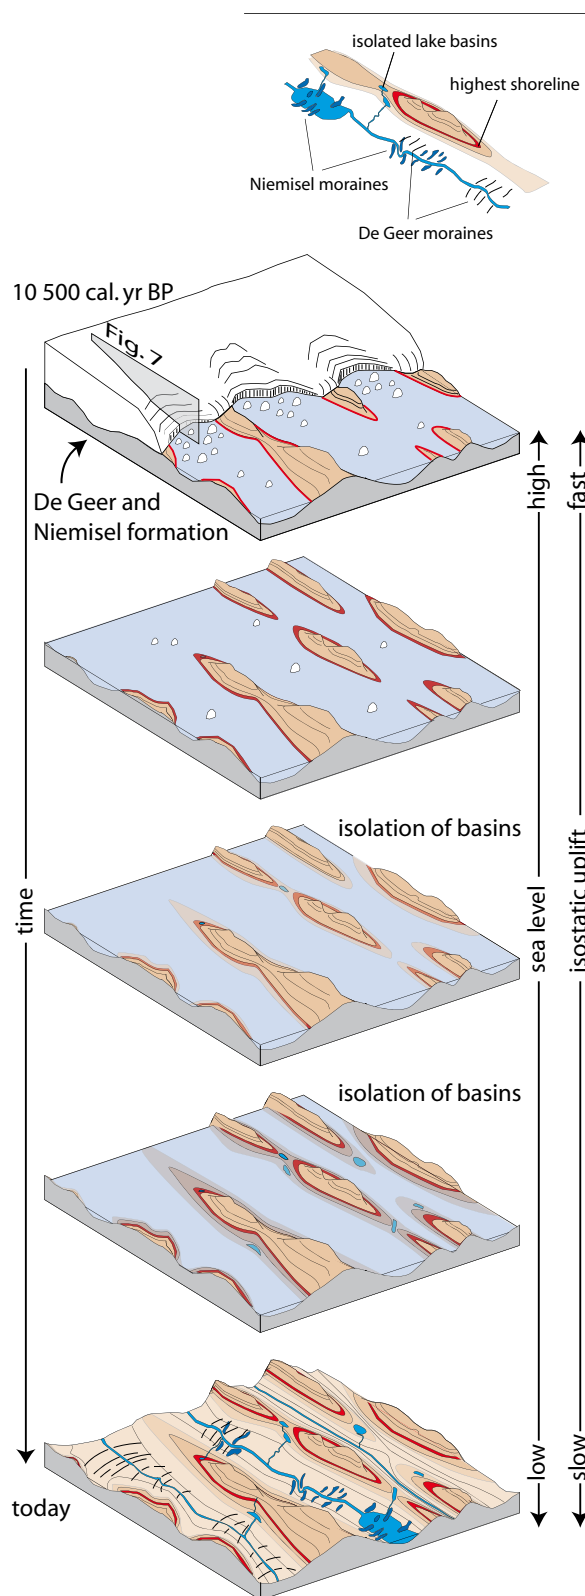 isolated lake basins
highest shoreline
Niemisel moraines
De Geer moraines
10 500 cal. yr BP
Fig. 7
De Geer and
Niemisel formation
high
fast
isolation of basins
time
sea level
isostatic uplift
isolation of basins
low
slow
today